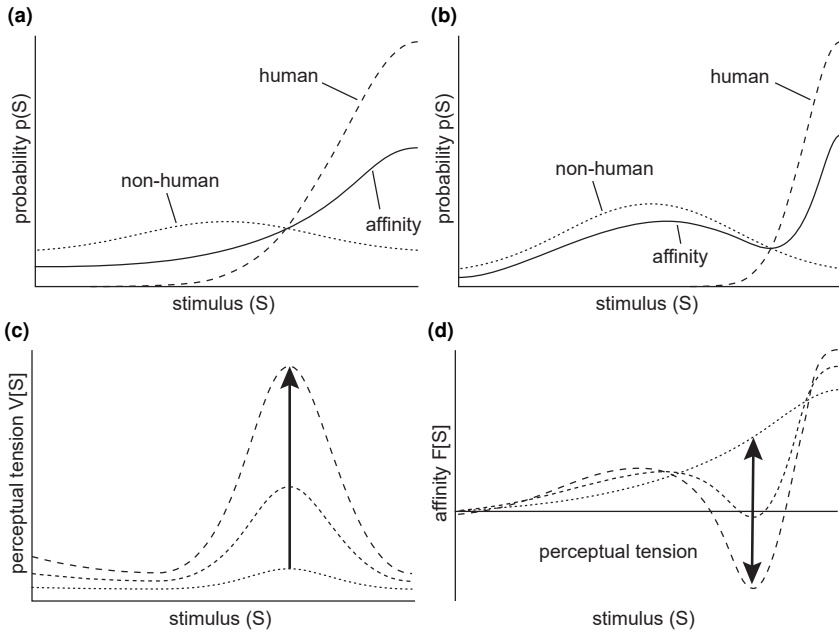 (a)
probability p(S)
human
non-human
affinity
stimulus (S)
(b)
probability p(S)
human
non-human
affinity
stimulus (S)
(c)
perceptual tension V[S]
stimulus (S)
(d)
affinity F[S]
perceptual tension
stimulus (S)